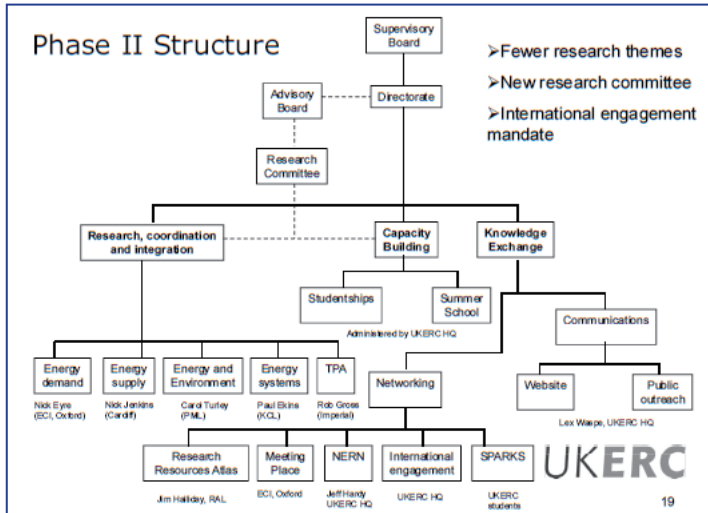 Phase II Structure
Supervisory
Board
Fewer research themes
New research committee
International engagement
mandate
Advisory
Board
Directorate
Research
Committee
Research, coordination
and integration
Capacity
Building
Knowledge
Exchange
Studentships
Summer
School
Administered by UKERC HQ
Communications
Website
Public
outreach
Lex Waspe, UKERC HQ
Energy
demand
Energy
supply
Energy and
Environment
Energy
systems
TPA
Networking
Nick Eyre
(ECI, Oxford)
Nick Jenkins
(Cardiff)
Carol Turley
(PML)
Paul Ekins
(KCL)
Rob Gross
(Imperial)
Research
Resources Atlas
Meeting
Place
NERN
International
engagement
SPARKS
Jim Halliday, RAL
ECI, Oxford
Jeff Hardy
UKERC HQ
UKERC HQ
UKERC
students
UKERC
19